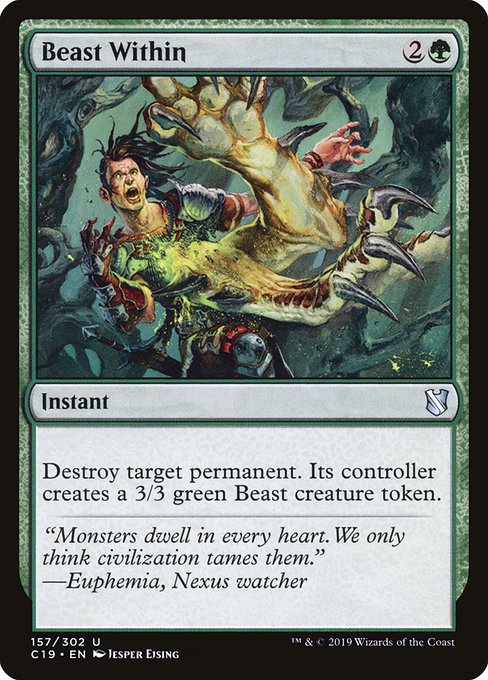 Beast Within 2
Instant
Destroy target permanent. Its controller
creates a 3/3 green Beast creature token.
“Monsters dwell in every heart. We only
think civilization tames them.”
—Euphemia, Nexus watcher
157/302 U
C19 • EN Jesper Eising
™ & © 2019 Wizards of the Coast